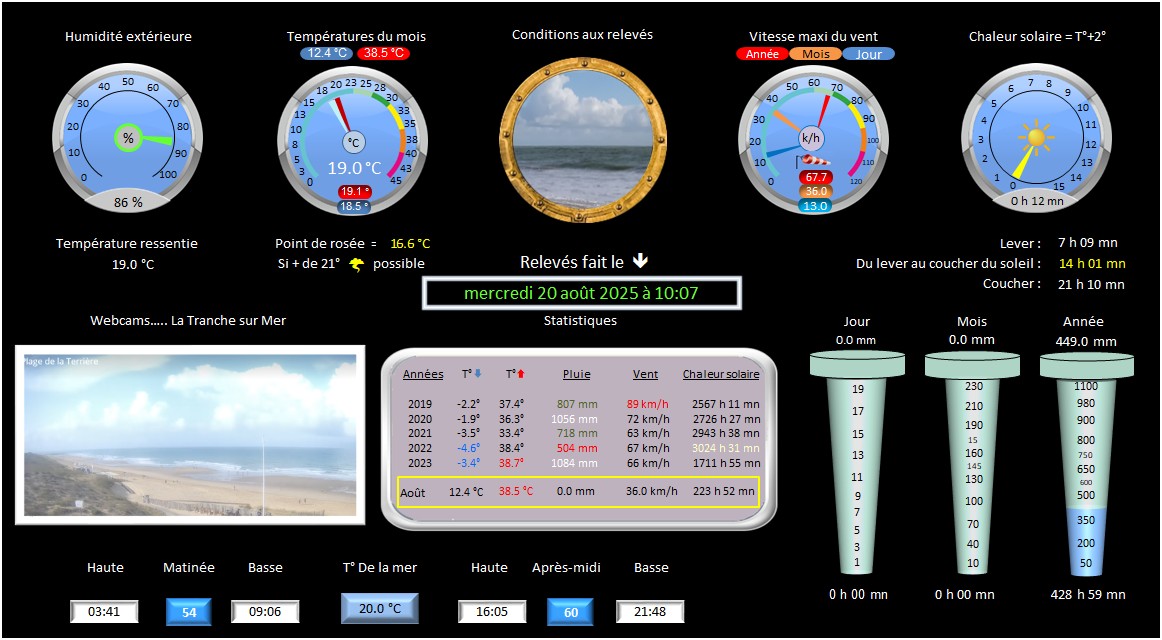 Humidité extérieure
0 10 20 30 40 50 60 70 80 90 100
%
86 %
Températures du mois
12.4 °C 38.5 °C
0 3 5 8 10 13 15 18 20 23 25 28 30 33 35 38 40 43 45
°C
19.0 °C
19.1 °
18.5 °
Conditions aux relevés
Vitesse maxi du vent
Année Mois Jour
0 10 20 30 40 50 60 70 80 90 100 110 120
k/h
67.7
36.0
13.0
Chaleur solaire = T°+2°
0 1 2 3 4 5 6 7 8 9 10 11 12 13 14 15
0 h 12 mn
Température ressentie
19.0 °C
Point de rosée = 16.6 °C
Si + de 21° possible
Relevés fait le
mercredi 20 août 2025 à 10:07
Lever : 7 h 09 mn
Du lever au coucher du soleil : 14 h 01 mn
Coucher : 21 h 10 mn
Webcams..... La Tranche sur Mer
Plage de la Terrière
Statistiques
Années T° T° Pluie Vent Chaleur solaire
2019 -2.2° 37.4° 807 mm 89 km/h 2567 h 11 mn
2020 -1.9° 36.3° 1056 mm 72 km/h 2726 h 27 mn
2021 -3.5° 33.4° 718 mm 63 km/h 2943 h 38 mn
2022 -4.6° 38.4° 504 mm 67 km/h 3024 h 31 mn
2023 -3.4° 38.7° 1084 mm 66 km/h 1711 h 55 mn
Août 12.4 °C 38.5 °C 0.0 mm 36.0 km/h 223 h 52 mn
Jour
0.0 mm
19
17
15
13
11
9
7
5
3
1
0 h 00 mn
Mois
0.0 mm
230
210
190
15
160
145
130
100
70
40
10
0 h 00 mn
Année
449.0 mm
1100
980
900
800
750
650
600
500
350
200
50
428 h 59 mn
Haute Matinée Basse T° De la mer Haute Après-midi Basse
03:41 54 09:06 20.0 °C 16:05 60 21:48